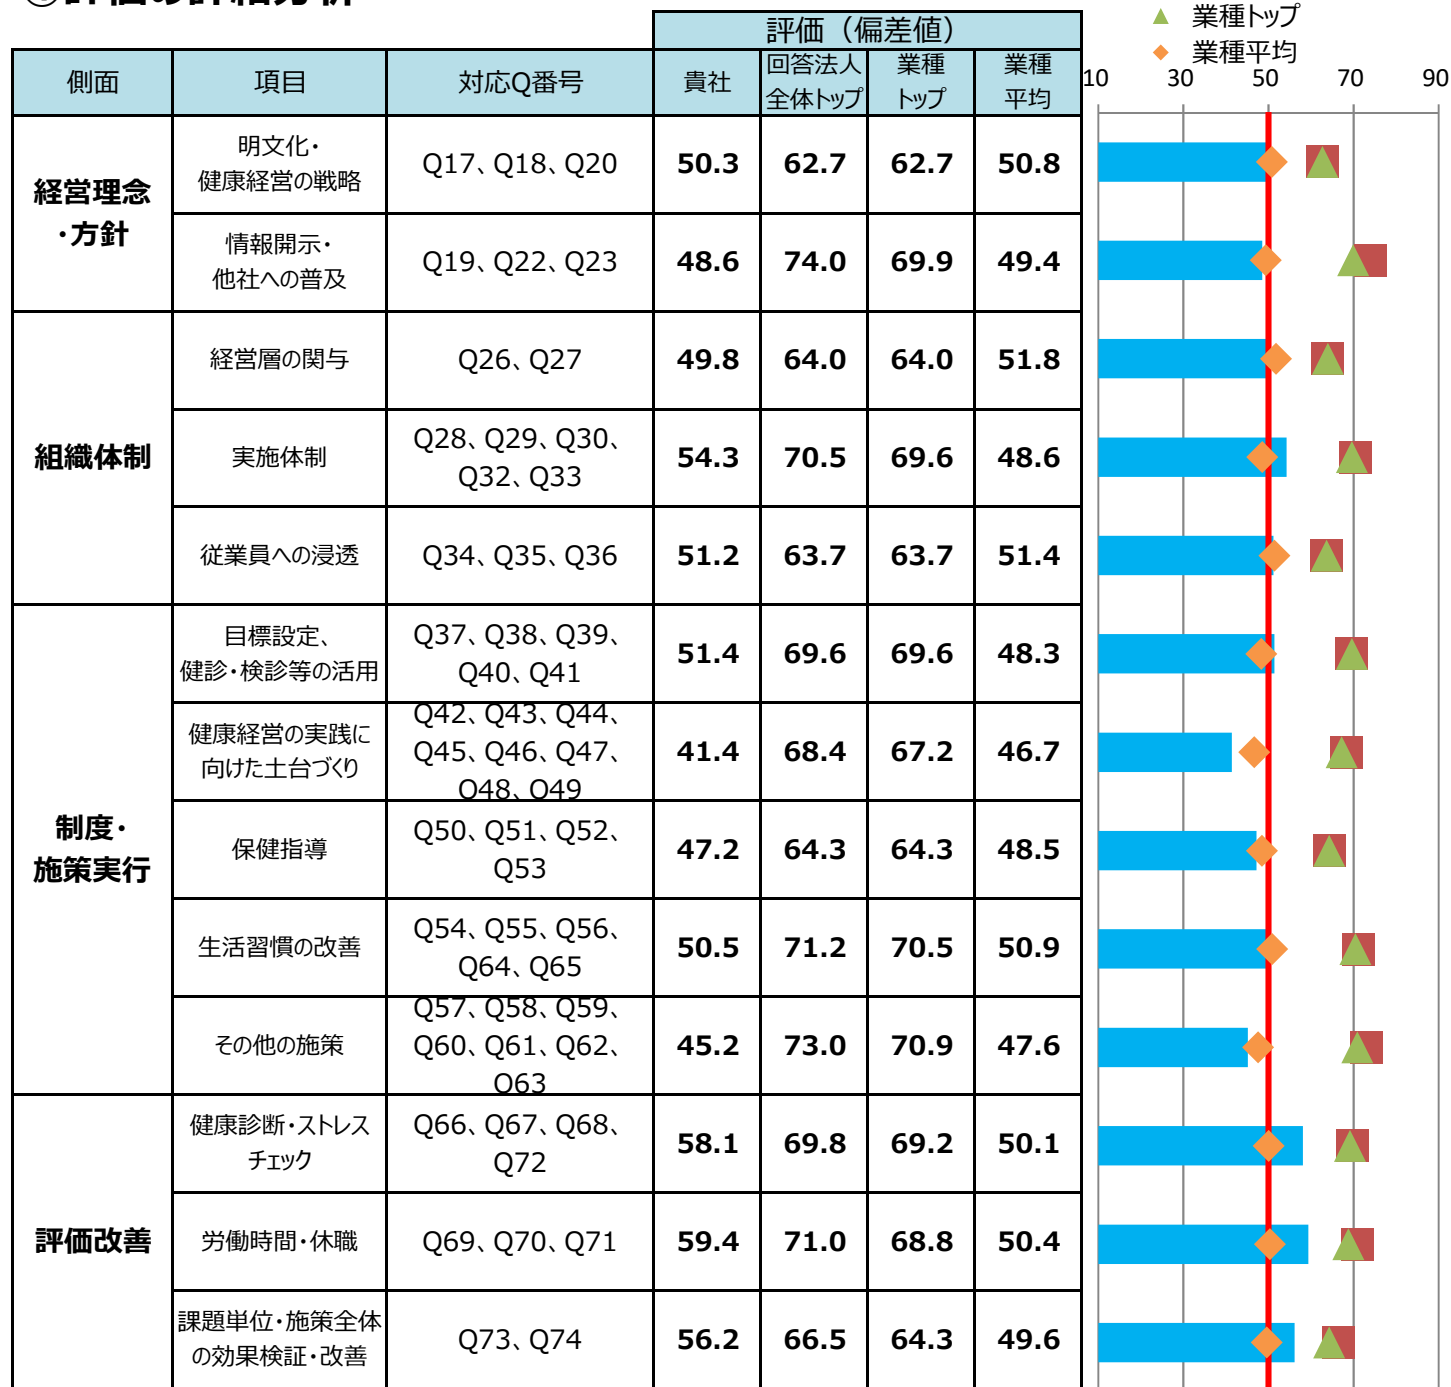 評価（偏差値）
側面 項目 対応Q番号 貴社 回答法人 業種 業種
全体トップ トップ 平均
▲ 業種トップ
◆ 業種平均
10 30 50 70 90
経営理念
・方針
明文化・
健康経営の戦略
Q17、Q18、Q20 50.3 62.7 62.7 50.8
情報開示・
他社への普及
Q19、Q22、Q23 48.6 74.0 69.9 49.4
組織体制
経営層の関与 Q26、Q27 49.8 64.0 64.0 51.8
実施体制
Q28、Q29、Q30、
Q32、Q33
54.3 70.5 69.6 48.6
従業員への浸透 Q34、Q35、Q36 51.2 63.7 63.7 51.4
制度・
施策実行
目標設定、
健診・検診等の活用
Q37、Q38、Q39、
Q40、Q41
51.4 69.6 69.6 48.3
健康経営の実践に
向けた土台づくり
Q42、Q43、Q44、
Q45、Q46、Q47、
Q48、Q49
41.4 68.4 67.2 46.7
保健指導
Q50、Q51、Q52、
Q53
47.2 64.3 64.3 48.5
生活習慣の改善
Q54、Q55、Q56、
Q64、Q65
50.5 71.2 70.5 50.9
その他の施策
Q57、Q58、Q59、
Q60、Q61、Q62、
Q63
45.2 73.0 70.9 47.6
評価改善
健康診断・ストレス
チェック
Q66、Q67、Q68、
Q72
58.1 69.8 69.2 50.1
労働時間・休職 Q69、Q70、Q71 59.4 71.0 68.8 50.4
課題単位・施策全体
の効果検証・改善
Q73、Q74 56.2 66.5 64.3 49.6